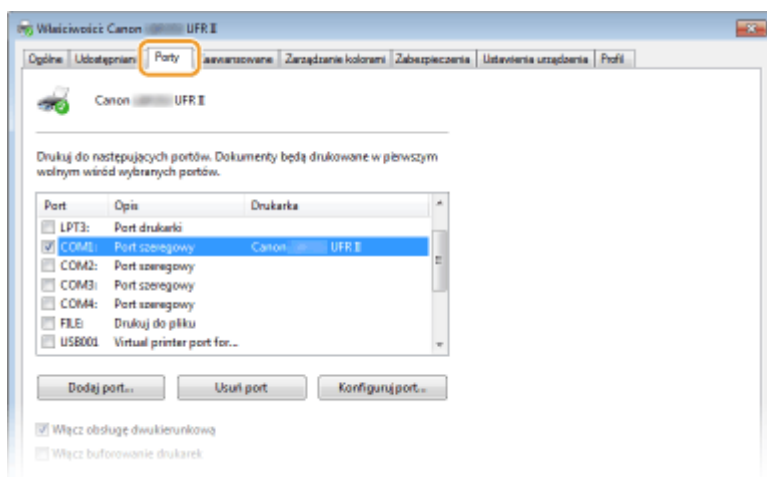 Właściwości: Canon UFR II
Ogólne Udostępniani Porty Zaawansowane Zarządzanie kolorami Zabezpieczenia Ustawienia urządzenia Profil
Canon UFR II
Drukuj do następujących portów. Dokumenty będą drukowane w pierwszym
wolnym wśród wybranych portów.
Port Opis Drukarka
LPT3: Port drukarki
COM1: Port szeregowy Canon UFR II
COM2: Port szeregowy
COM3: Port szeregowy
COM4: Port szeregowy
FILE: Drukuj do pliku
USB001 Virtual printer port for...
Dodaj port... Usuń port Konfiguruj port...
Włącz obsługę dwukierunkową
Włącz buforowanie drukarek